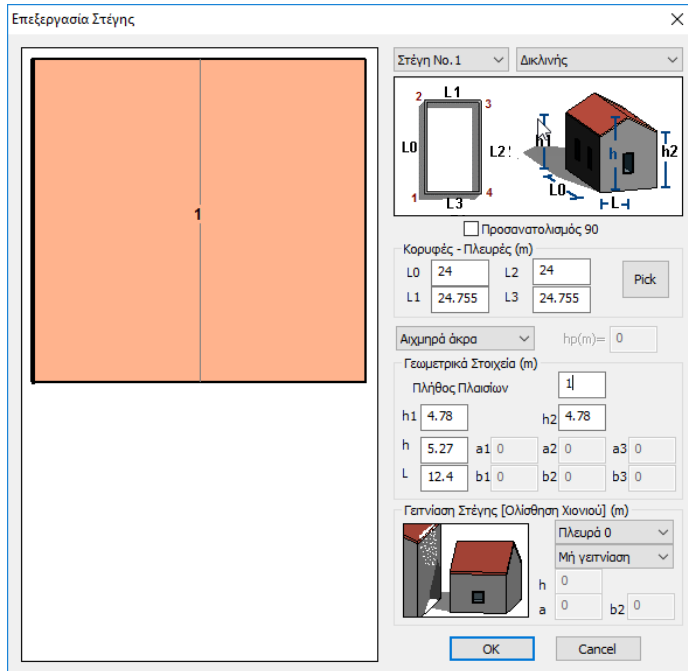 Επεξεργασία Στέγης
1
Στέγη No.1 Δικλινής
2 L1 3
L0 L2
1 L3 4
h1 h h2
L0 L
Προσανατολισμός 90
Κορυφές - Πλευρές (m)
L0 24 L2 24
Pick
L1 24.755 L3 24.755
Αιχμηρά άκρα hp(m)= 0
Γεωμετρικά Στοιχεία (m)
Πλήθος Πλαισίων 1
h1 4.78 h2 4.78
h 5.27 a1 0 a2 0 a3 0
L 12.4 b1 0 b2 0 b3 0
Γειτνίαση Στέγης [Ολίσθηση Χιονιού] (m)
Πλευρά 0
Μή γειτνίαση
h 0
a 0 b2 0
OK Cancel